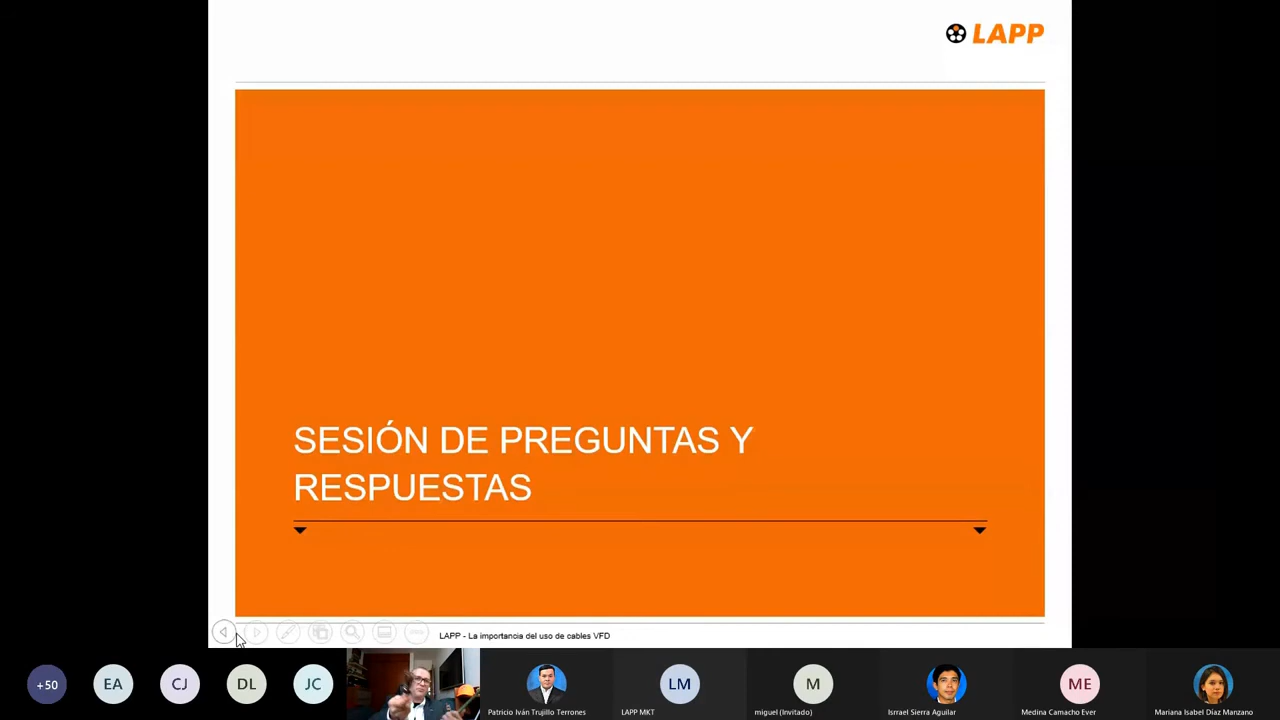 LAPP
SESIÓN DE PREGUNTAS Y
RESPUESTAS
LAPP - La importancia del uso de cables VFD
+50
EA
CJ
DL
JC
LM
M
ME
Patricio Iván Trujillo Terrones
LAPP MKT
miguel (Invitado)
Isrrael Sierra Aguilar
Medina Camacho Ever
Mariana Isabel Díaz Manzano